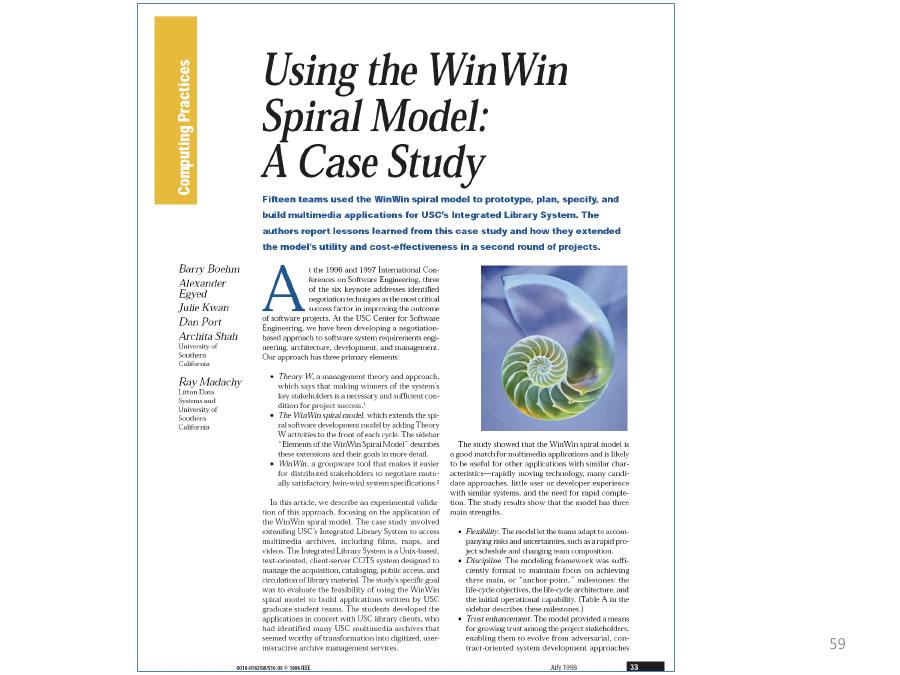 Computing Practices
Using the WinWin
Spiral Model:
A Case Study
Fifteen teams used the WinWin spiral model to prototype, plan, specify, and
build multimedia applications for USC's Integrated Library System. The
authors report lessons learned from this case study and how they extended
the model's utility and cost-effectiveness in a second round of projects.
Barry Boehm
Alexander
Egyed
Julie Kwan
Dan Port
Archita Shah
University of
Southern
California
Ray Madachy
Litton Data
Systems and
University of
Southern
California
At the 1996 and 1997 International Con-
ferences on Software Engineering, three
of the six keynote addresses identified
negotiation techniques as the most critical
success factor in improving the outcome
of software projects. At the USC Center for Software
Engineering, we have been developing a negotiation-
based approach to software system requirements engi-
neering, architecture, development, and management.
Our approach has three primary elements:
• Theory W, a management theory and approach,
which says that making winners of the system's
key stakeholders is a necessary and sufficient con-
dition for project success.1
• The WinWin spiral model, which extends the spi-
ral software development model by adding Theory
W activities to the front of each cycle. The sidebar
"Elements of the WinWin Spiral Model" describes
these extensions and their goals in more detail.
• WinWin, a groupware tool that makes it easier
for distributed stakeholders to negotiate mutu-
ally satisfactory (win-win) system specifications.2
In this article, we describe an experimental valida-
tion of this approach, focusing on the application of
the WinWin spiral model. The case study involved
extending USC's Integrated Library System to access
multimedia archives, including films, maps, and
videos. The Integrated Library System is a Unix-based,
text-oriented, client-server COTS system designed to
manage the acquisition, cataloging, public access, and
circulation of library material. The study's specific goal
was to evaluate the feasibility of using the WinWin
spiral model to build applications written by USC
graduate student teams. The students developed the
applications in concert with USC library clients, who
had identified many USC multimedia archives that
seemed worthy of transformation into digitized, user-
interactive archive management services.
The study showed that the WinWin spiral model is
a good match for multimedia applications and is likely
to be useful for other applications with similar char-
acteristics—rapidly moving technology, many candi-
date approaches, little user or developer experience
with similar systems, and the need for rapid comple-
tion. The study results show that the model has three
main strengths.
• Flexibility. The model let the teams adapt to accom-
panying risks and uncertainties, such as a rapid pro-
ject schedule and changing team composition.
• Discipline. The modeling framework was suffi-
ciently formal to maintain focus on achieving
three main, or "anchor-point," milestones: the
life-cycle objectives, the life-cycle architecture, and
the initial operational capability. (Table A in the
sidebar describes these milestones.)
• Trust enhancement. The model provided a means
for growing trust among the project stakeholders,
enabling them to evolve from adversarial, con-
tract-oriented system development approaches
0018-9162/98/$10.00 © 1998 IEEE
July 1998
33
59